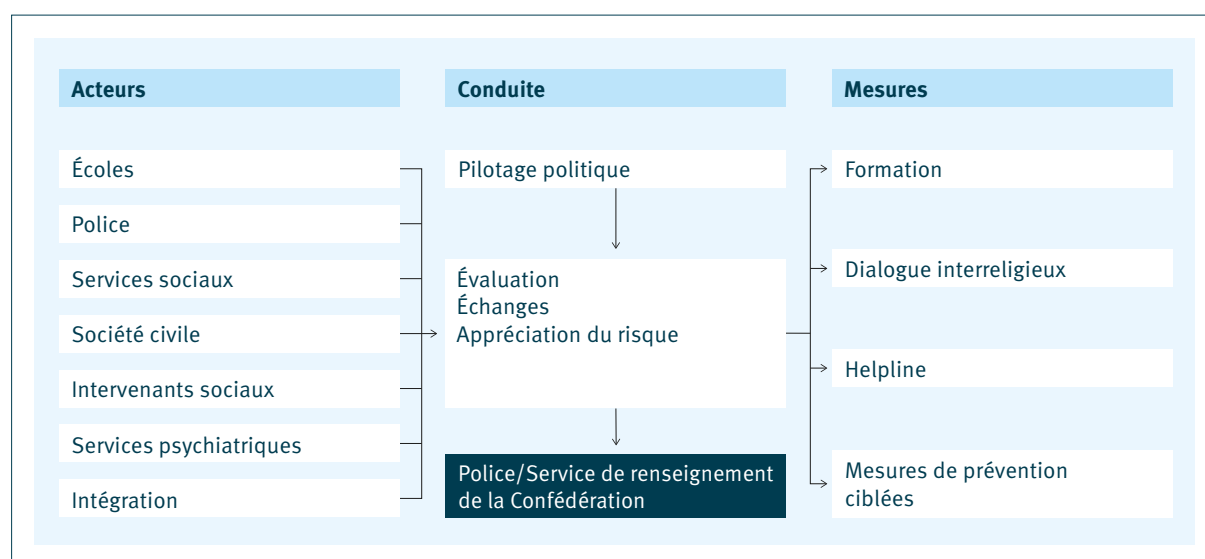 Acteurs
Écoles
Police
Services sociaux
Société civile
Intervenants sociaux
Services psychiatriques
Intégration
Conduite
Pilotage politique
Évaluation
Échanges
Appréciation du risque
Police/Service de renseignement
de la Confédération
Mesures
Formation
Dialogue interreligieux
Helpline
Mesures de prévention
ciblées